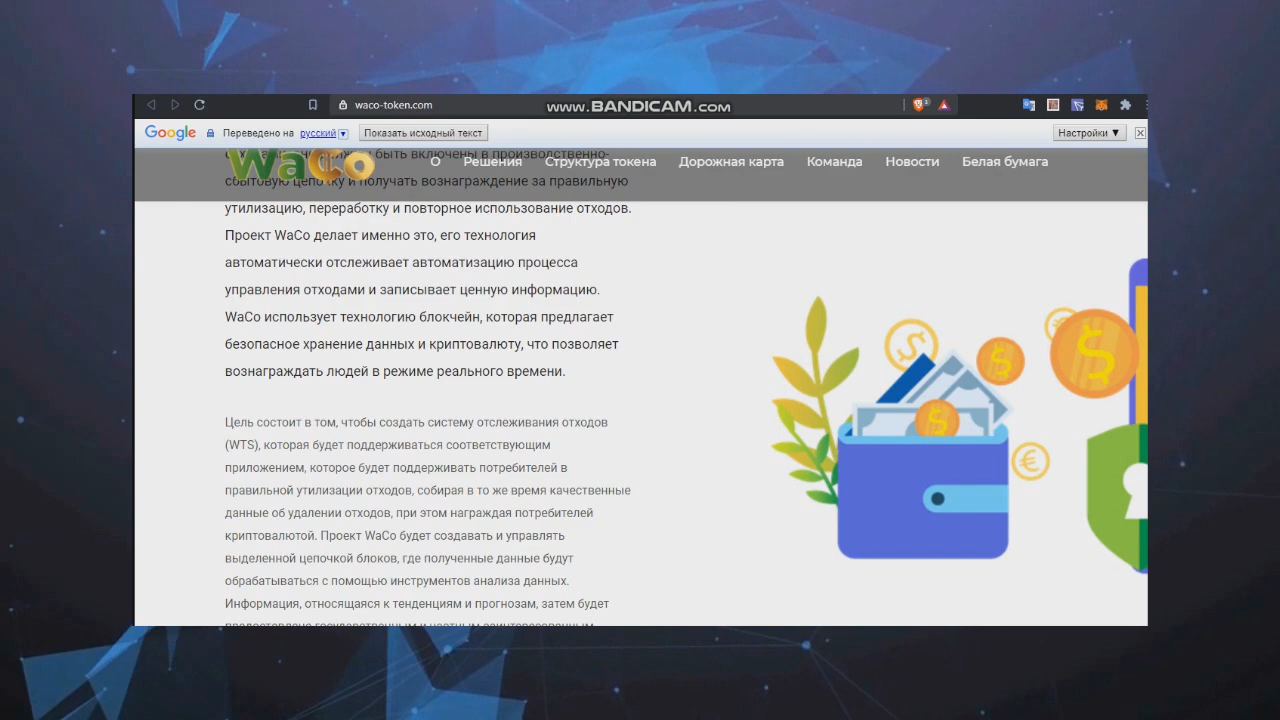 waco-token.com
www.BANDICAM.com
1
Google Переведено на русский Показать исходный текст Настройки ▼
WaCo
О Решения Структура токена Дорожная карта Команда Новости Белая бумага
быть включены в производственно-
сбытовую цепочку и получать вознаграждение за правильную
утилизацию, переработку и повторное использование отходов.
Проект WaCo делает именно это, его технология
автоматически отслеживает автоматизацию процесса
управления отходами и записывает ценную информацию.
WaCo использует технологию блокчейн, которая предлагает
безопасное хранение данных и криптовалюту, что позволяет
вознаграждать людей в режиме реального времени.
Цель состоит в том, чтобы создать систему отслеживания отходов
(WTS), которая будет поддерживаться соответствующим
приложением, которое будет поддерживать потребителей в
правильной утилизации отходов, собирая в то же время качественные
данные об удалении отходов, при этом награждая потребителей
криптовалютой. Проект WaCo будет создавать и управлять
выделенной цепочкой блоков, где полученные данные будут
обрабатываться с помощью инструментов анализа данных.
Информация, относящаяся к тенденциям и прогнозам, затем будет